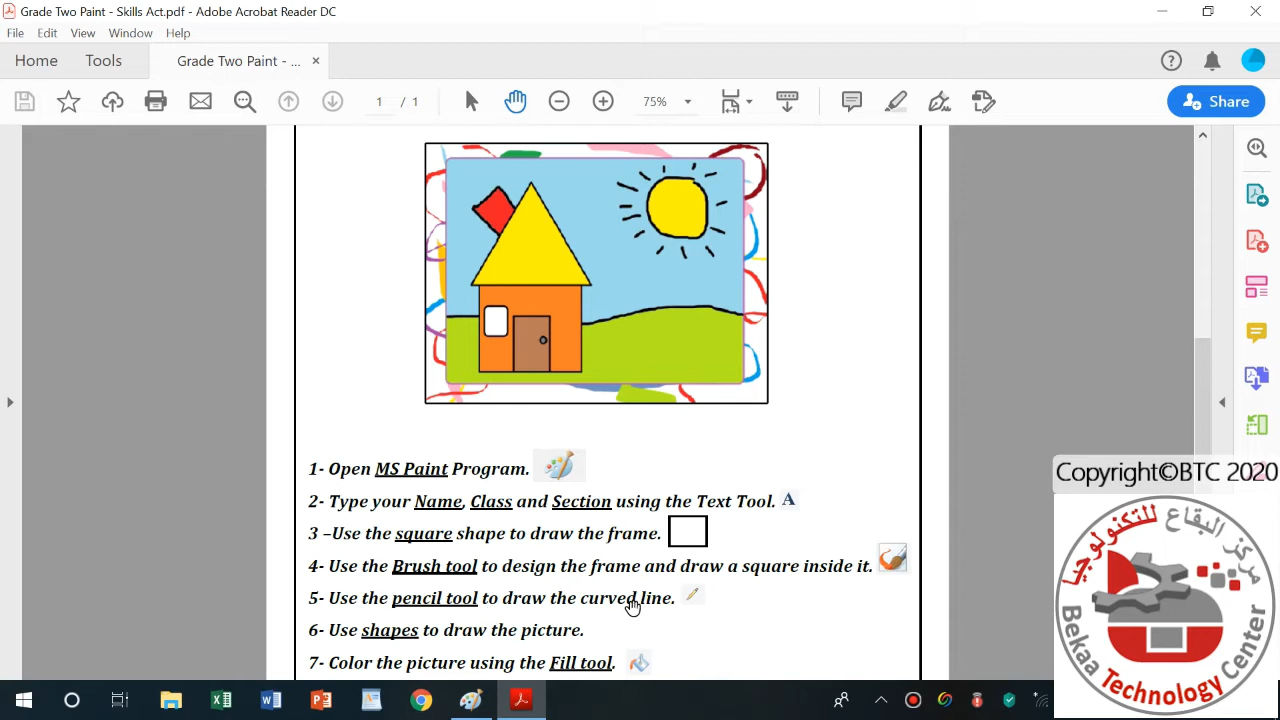 Grade Two Paint - Skills Act.pdf - Adobe Acrobat Reader DC
File Edit View Window Help
Home Tools Grade Two Paint - ... ×
1 / 1 75% Share
1- Open MS Paint Program.
2- Type your Name, Class and Section using the Text Tool. A
3 –Use the square shape to draw the frame.
4- Use the Brush tool to design the frame and draw a square inside it.
5- Use the pencil tool to draw the curved line.
6- Use shapes to draw the picture.
7- Color the picture using the Fill tool.
Copyright©BTC 2020
مركز البقاع للتكنولوجيا
Bekaa Technology Center